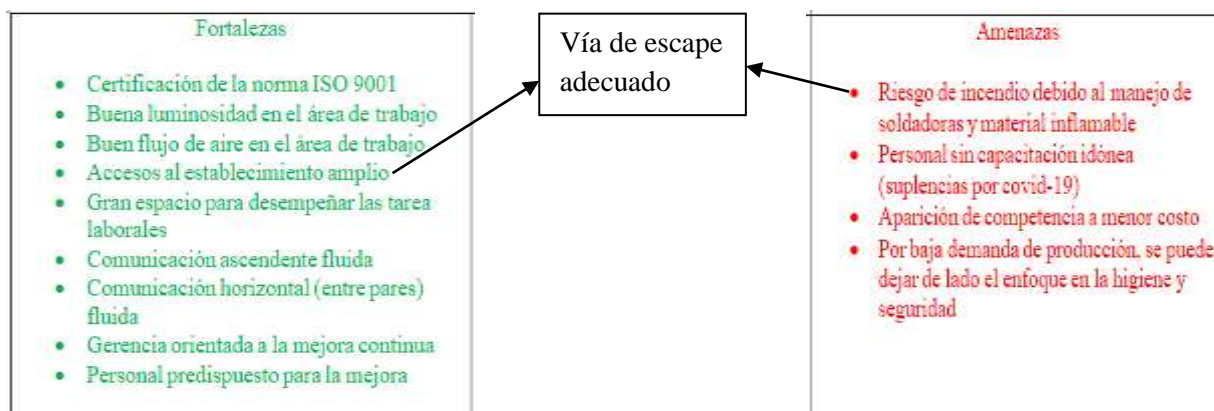 Fortalezas
• Certificación de la norma ISO 9001
• Buena luminosidad en el área de trabajo
• Buen flujo de aire en el área de trabajo
• Accesos al establecimiento amplio
• Gran espacio para desempeñar las tarea
laborales
• Comunicación ascendente fluida
• Comunicación horizontal (entre pares)
fluida
• Gerencia orientada a la mejora continua
• Personal predispuesto para la mejora
Vía de escape
adecuado
Amenazas
• Riesgo de incendio debido al manejo de
soldadoras y material inflamable
• Personal sin capacitación idónea
(suplencias por covid-19)
• Aparición de competencia a menor costo
• Por baja demanda de producción, se puede
dejar de lado el enfoque en la higiene y
seguridad